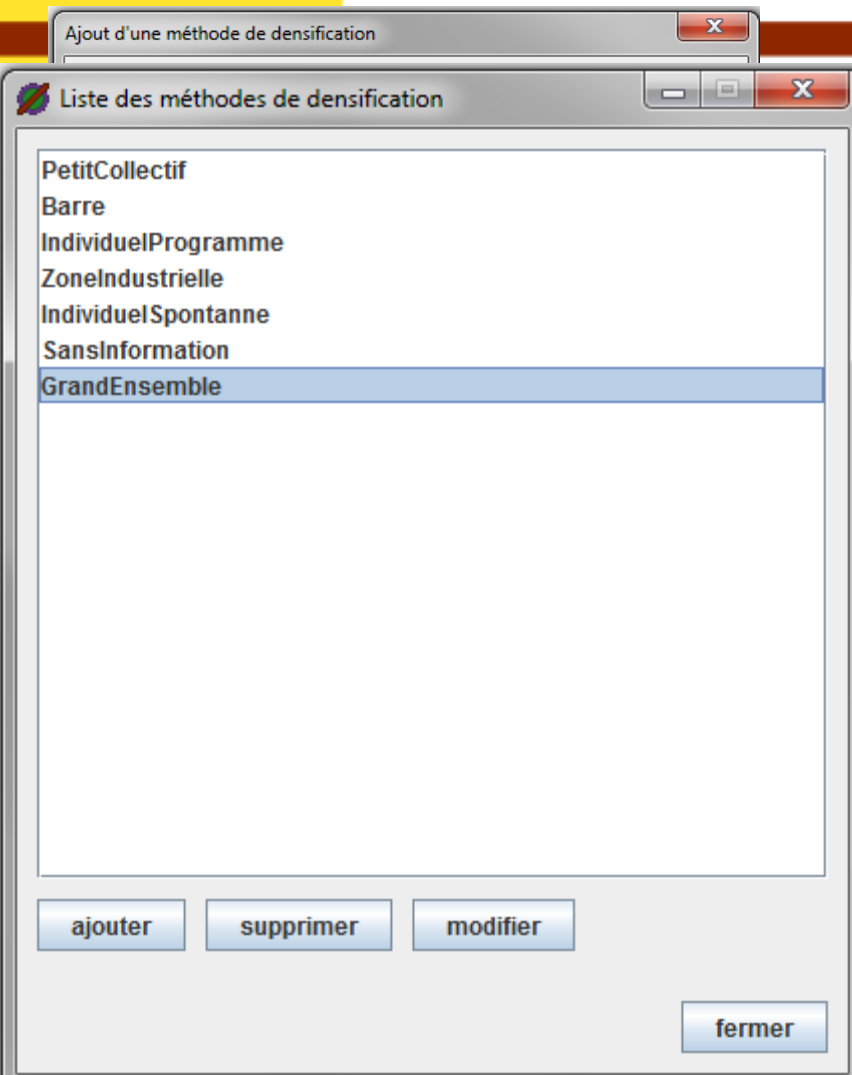 Ajout d'une méthode de densification
Liste des méthodes de densification
PetitCollectif
Barre
IndividuelProgramme
ZoneIndustrielle
IndividuelSpontanne
SansInformation
GrandEnsemble
ajouter supprimer modifier
fermer